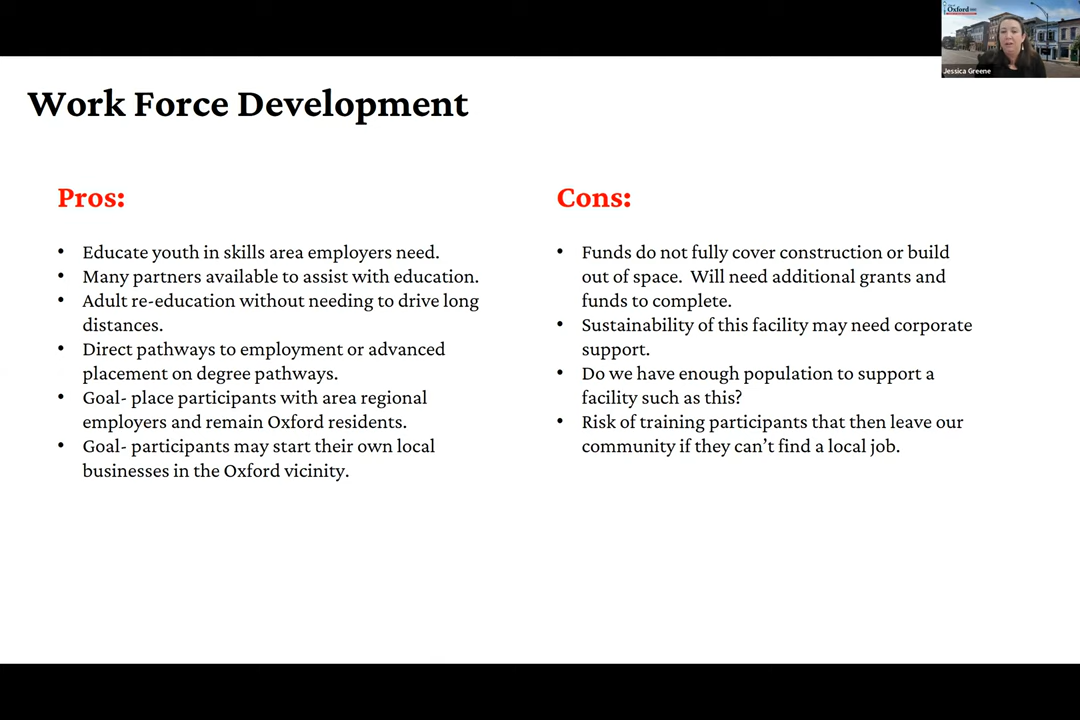 Oxford
Jessica Greene
Work Force Development
Pros:
• Educate youth in skills area employers need.
• Many partners available to assist with education.
• Adult re-education without needing to drive long
distances.
• Direct pathways to employment or advanced
placement on degree pathways.
• Goal- place participants with area regional
employers and remain Oxford residents.
• Goal- participants may start their own local
businesses in the Oxford vicinity.
Cons:
• Funds do not fully cover construction or build
out of space.  Will need additional grants and
funds to complete.
• Sustainability of this facility may need corporate
support.
• Do we have enough population to support a
facility such as this?
• Risk of training participants that then leave our
community if they can’t find a local job.